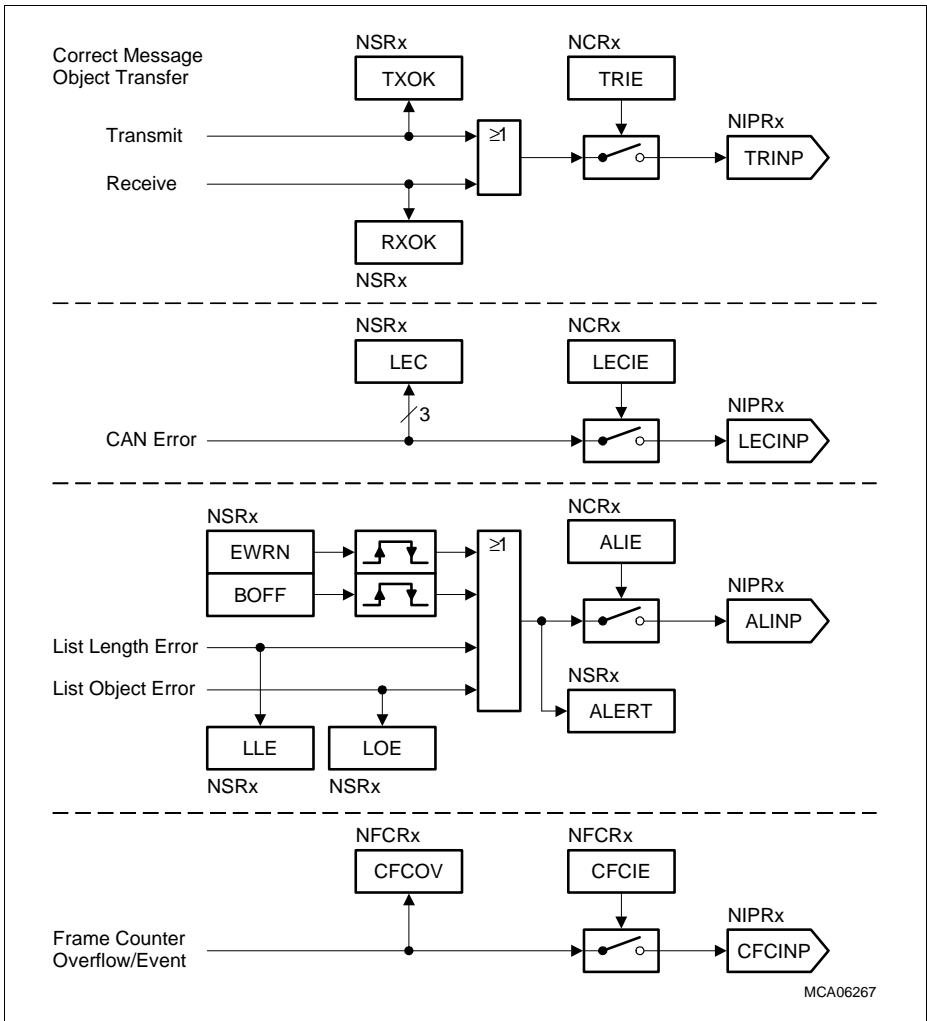 Correct Message
Object Transfer
NSRx
TXOK
NCRx
TRIE
Transmit
≥1
NIPRx
TRINP
Receive
RXOK
NSRx
NSRx
LEC
NCRx
LECIE
3
NIPRx
LECINP
CAN Error
NSRx
EWRN
BOFF
≥1
NCRx
ALIE
NIPRx
ALINP
List Length Error
List Object Error
NSRx
ALERT
LLE
LOE
NSRx
NSRx
NFCRx
CFCOV
NFCRx
CFCIE
NIPRx
CFCINP
Frame Counter
Overflow/Event
MCA06267